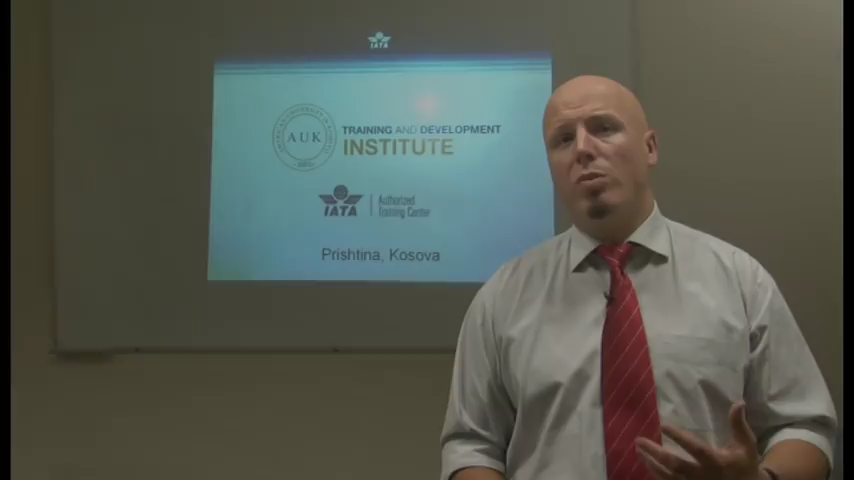 IATA
AUK
TRAINING AND DEVELOPMENT
INSTITUTE
IATA
Authorized
Training Center
Prishtina, Kosova